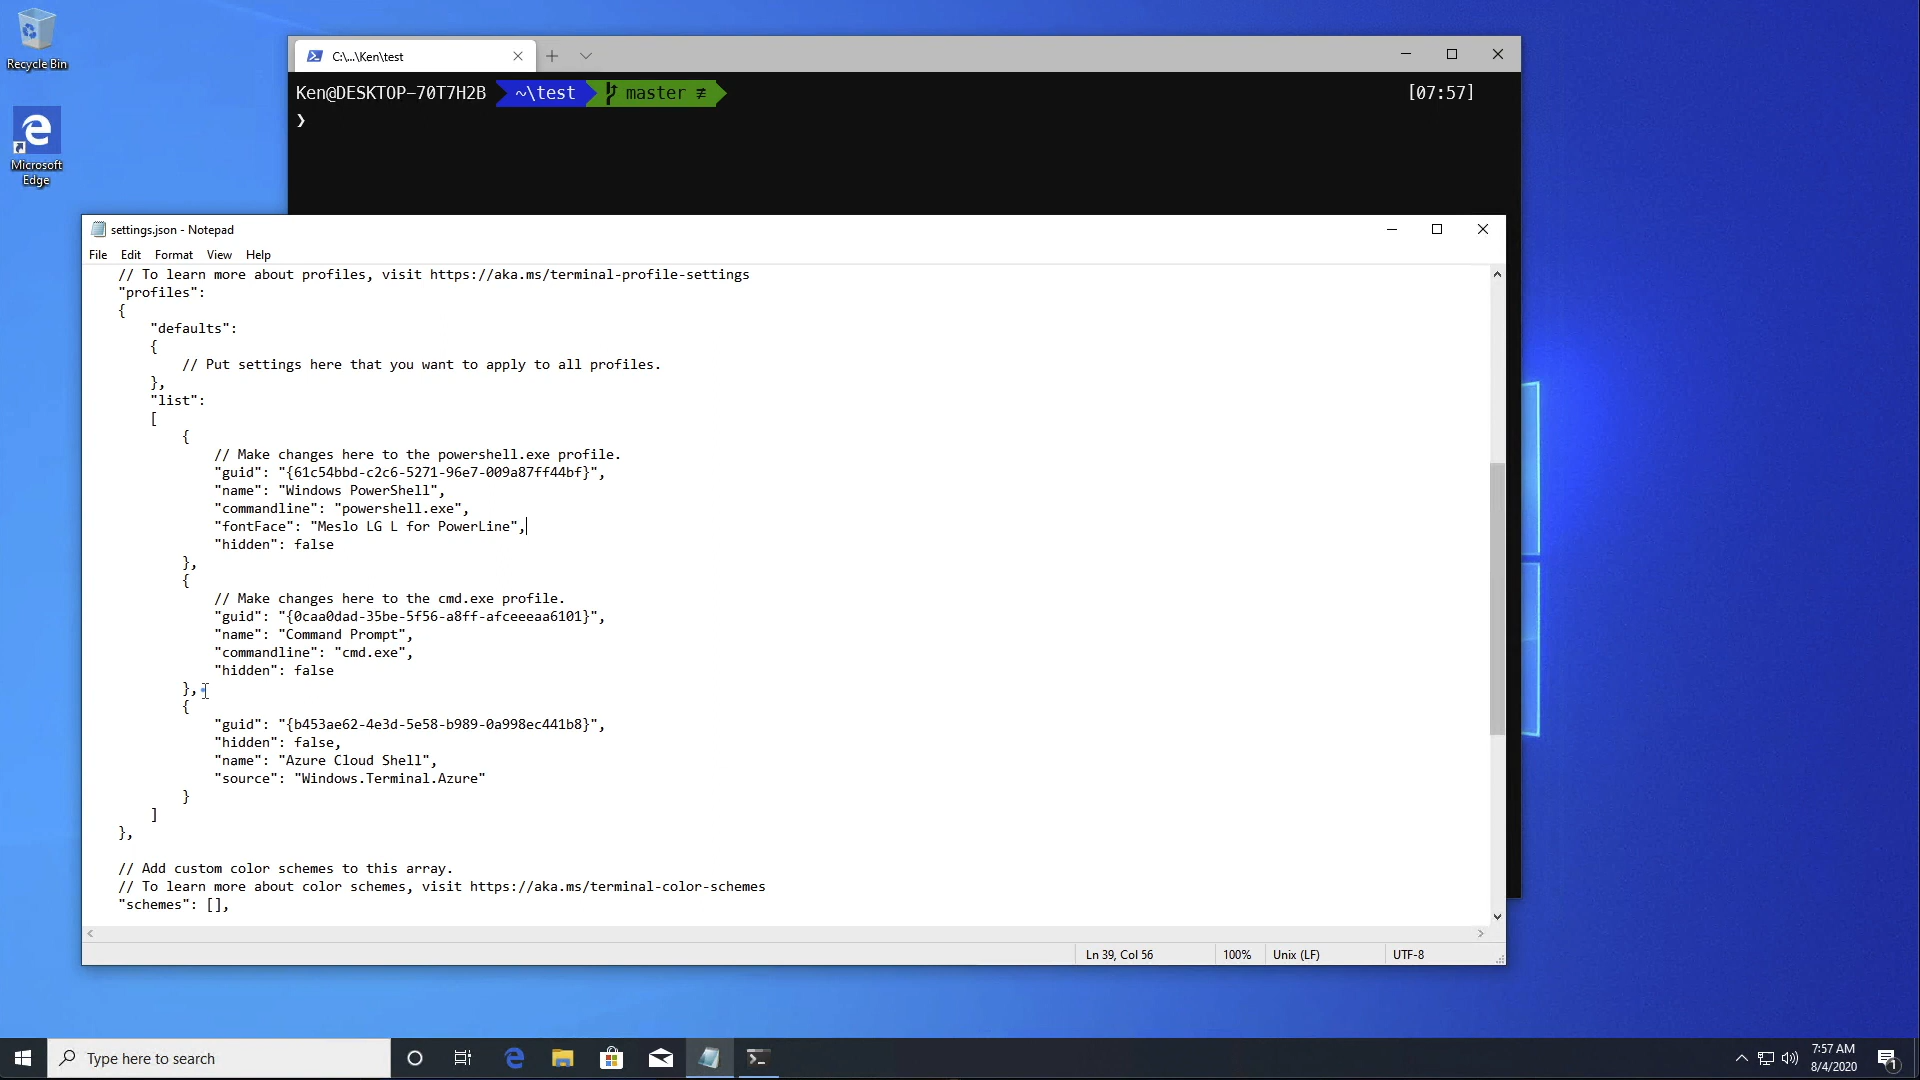 Recycle Bin
Microsoft
Edge
C:\...\Ken\test
Ken@DESKTOP-70T7H2B ~\test master ≢ [07:57]
❯
settings.json - Notepad
File Edit Format View Help
// To learn more about profiles, visit https://aka.ms/terminal-profile-settings
"profiles":
{
"defaults":
{
// Put settings here that you want to apply to all profiles.
},
"list":
[
{
// Make changes here to the powershell.exe profile.
"guid": "{61c54bbd-c2c6-5271-96e7-009a87ff44bf}",
"name": "Windows PowerShell",
"commandline": "powershell.exe",
"fontFace": "Meslo LG L for PowerLine",
"hidden": false
},
{
// Make changes here to the cmd.exe profile.
"guid": "{0caa0dad-35be-5f56-a8ff-afceeeaa6101}",
"name": "Command Prompt",
"commandline": "cmd.exe",
"hidden": false
},
{
"guid": "{b453ae62-4e3d-5e58-b989-0a998ec441b8}",
"hidden": false,
"name": "Azure Cloud Shell",
"source": "Windows.Terminal.Azure"
}
]
},
// Add custom color schemes to this array.
// To learn more about color schemes, visit https://aka.ms/terminal-color-schemes
"schemes": [],
Ln 39, Col 56 100% Unix (LF) UTF-8
Type here to search
7:57 AM
8/4/2020
1